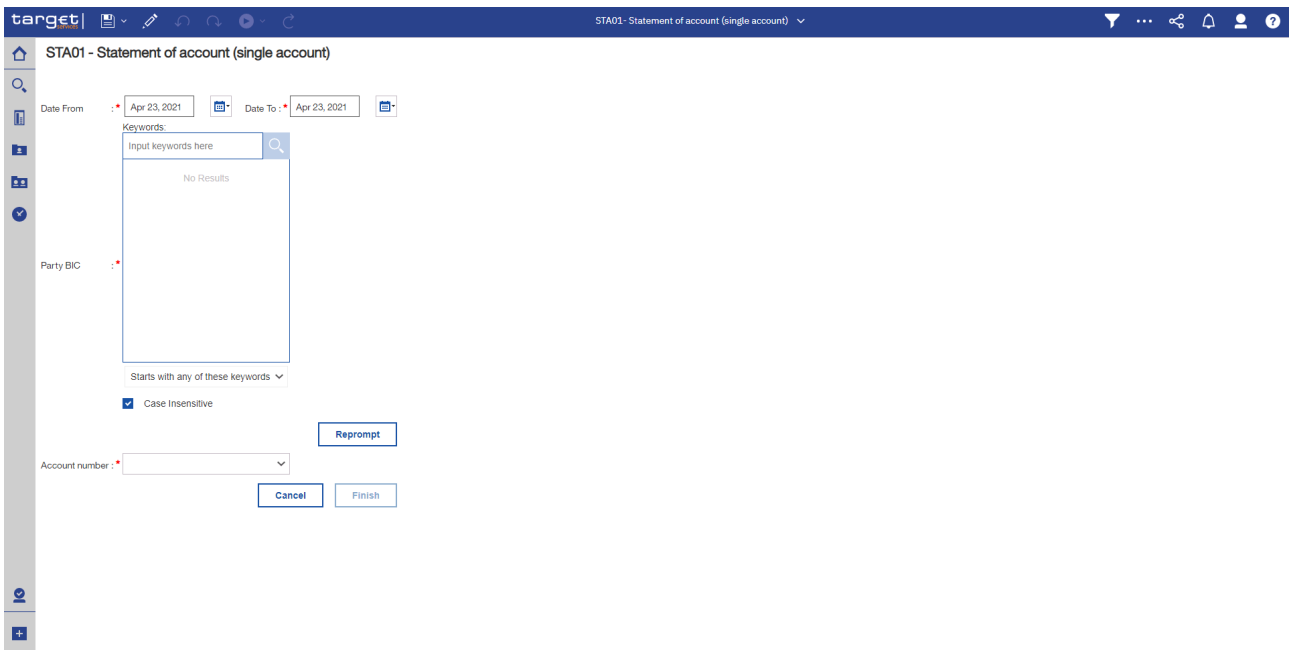 target|
services
STA01- Statement of account (single account)
STA01 - Statement of account (single account)
Date From :* Apr 23, 2021 Date To : * Apr 23, 2021
Keywords:
Input keywords here
No Results
Party BIC :*
Starts with any of these keywords
Case Insensitive
Reprompt
Account number : *
Cancel Finish